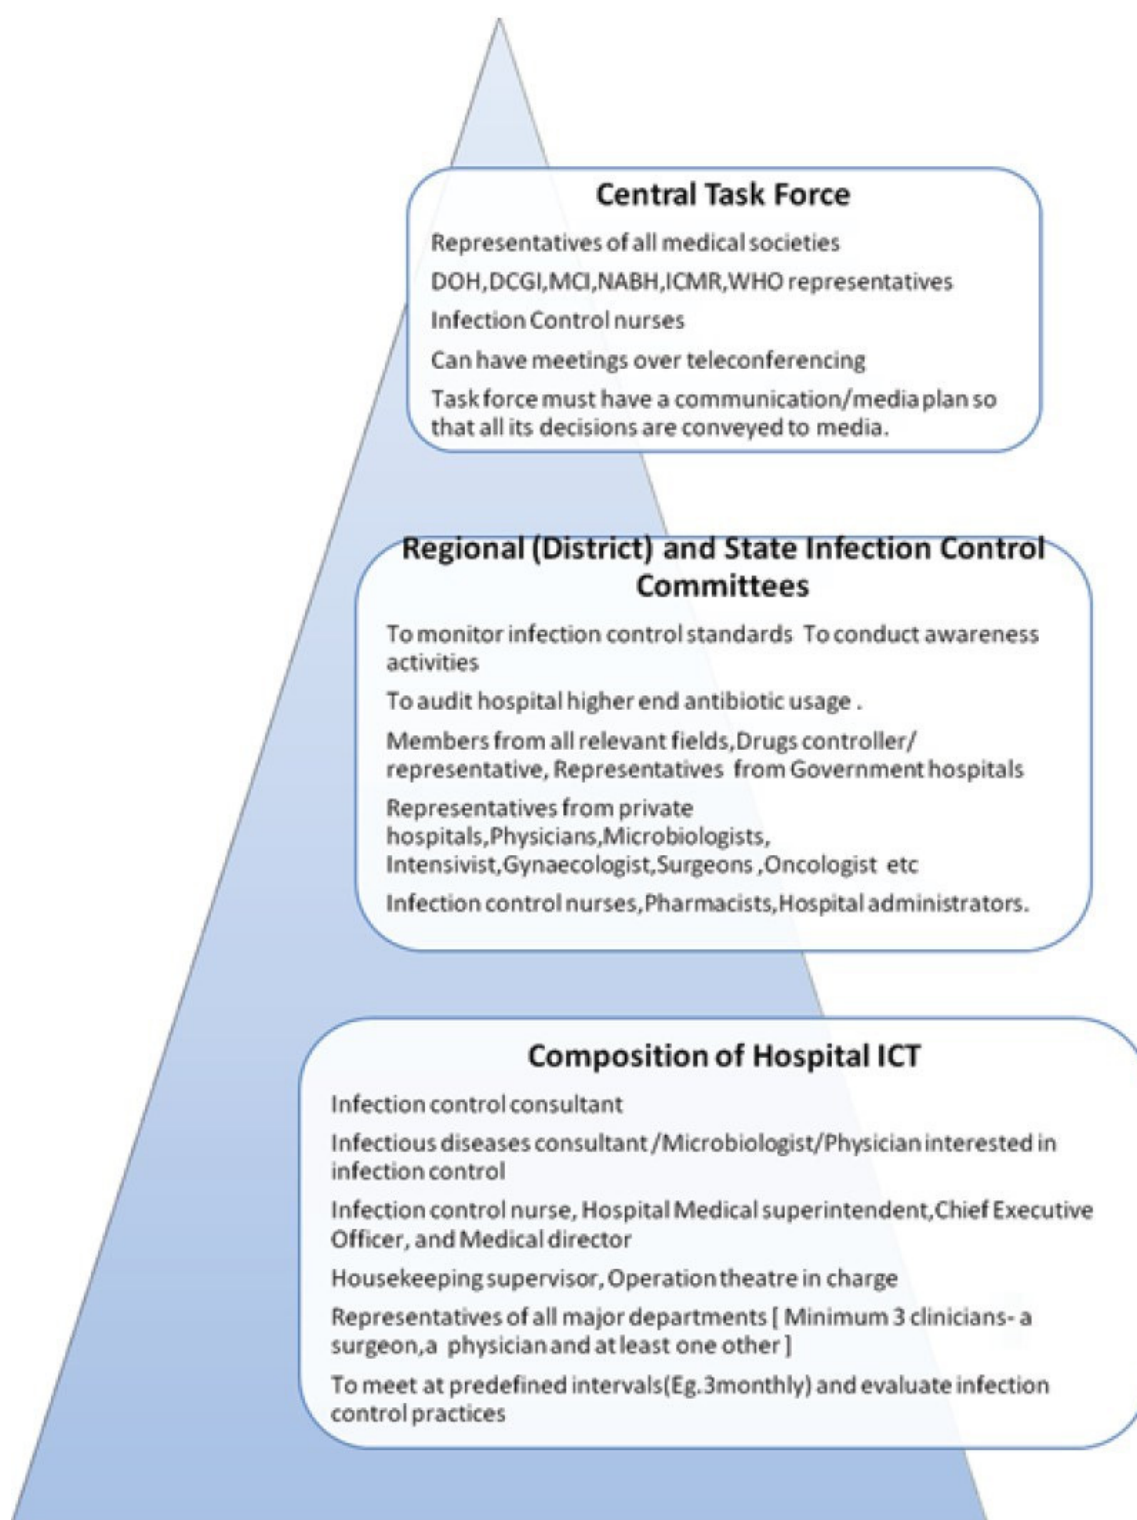 Central Task Force
Representatives of all medical societies
DOH,DCGI,MCI,NABH,ICMR,WHO representatives
Infection Control nurses
Can have meetings over teleconferencing
Task force must have a communication/media plan so
that all its decisions are conveyed to media.
Regional (District) and State Infection Control
Committees
To monitor infection control standards To conduct awareness
activities
To audit hospital higher end antibiotic usage .
Members from all relevant fields,Drugs controller/
representative, Representatives from Government hospitals
Representatives from private
hospitals,Physicians,Microbiologists,
Intensivist,Gynaecologist,Surgeons ,Oncologist etc
Infection control nurses,Pharmacists,Hospital administrators.
Composition of Hospital ICT
Infection control consultant
Infectious diseases consultant /Microbiologist/Physician interested in
infection control
Infection control nurse, Hospital Medical superintendent,Chief Executive
Officer, and Medical director
Housekeeping supervisor, Operation theatre in charge
Representatives of all major departments [ Minimum 3 clinicians- a
surgeon,a physician and at least one other ]
To meet at predefined intervals(Eg.3monthly) and evaluate infection
control practices